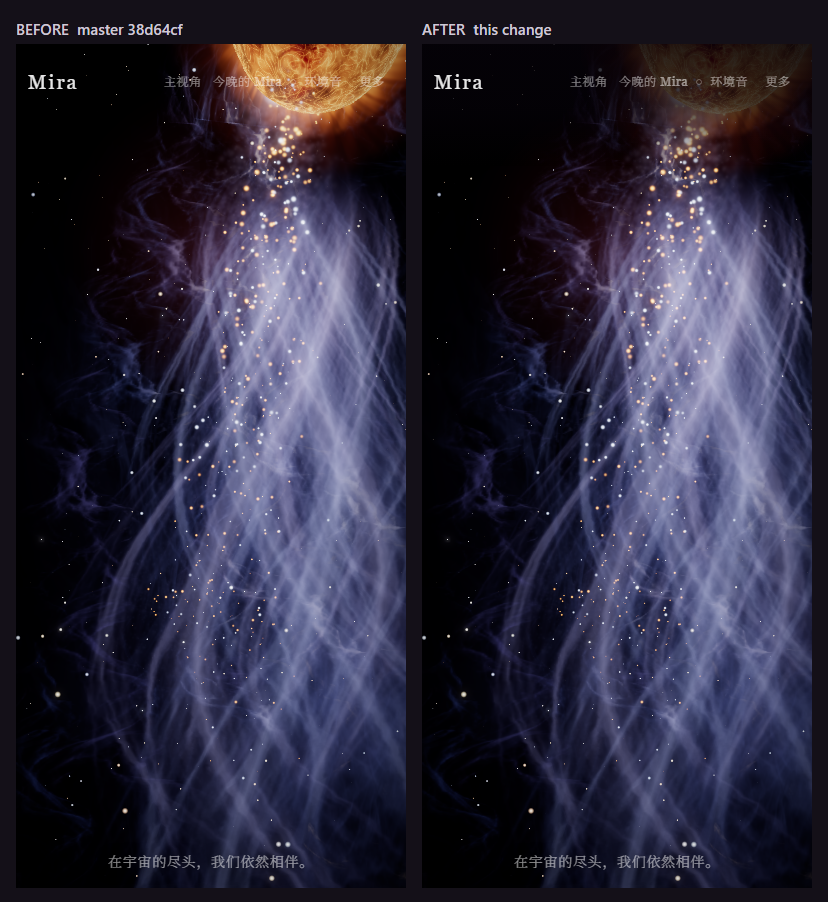 BEFORE master 38d64cf
AFTER this change
Mira 主视角 今晚的 Mira 环境音 更多
Mira 主视角 今晚的 Mira ○ 环境音 更多
在宇宙的尽头，我们依然相伴。
在宇宙的尽头，我们依然相伴。